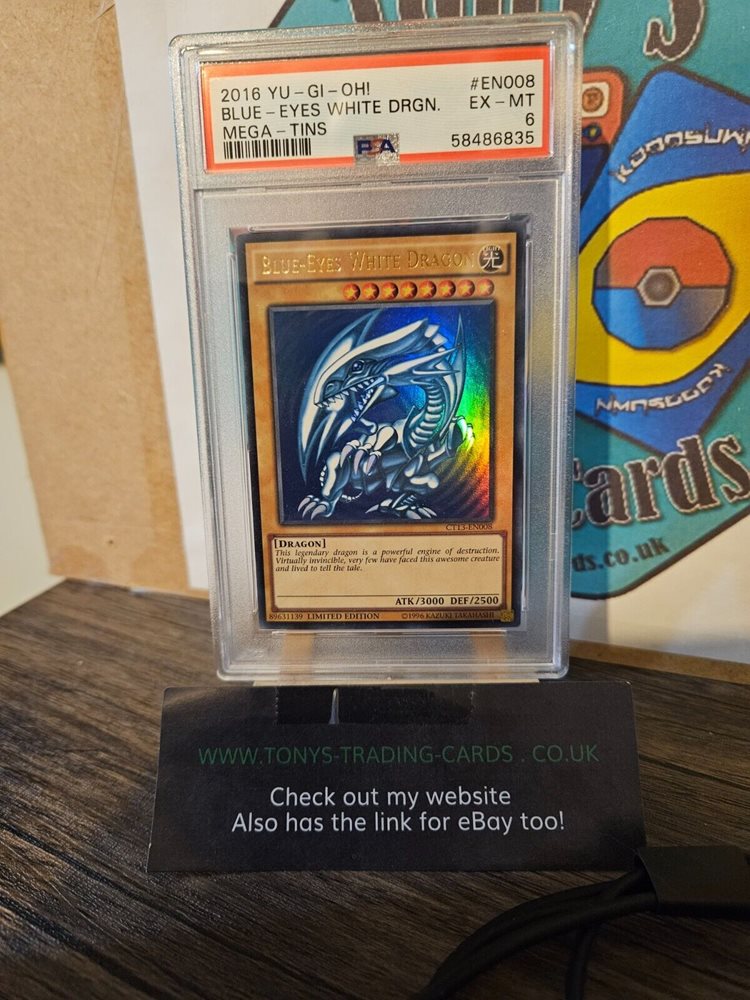 Tony's
2016 YU-GI-OH! #EN008
BLUE-EYES WHITE DRGN. EX-MT
MEGA-TINS 6
PSA 58486835
BLUE-EYES WHITE DRAGON 光
CT13-EN008
[DRAGON]
This legendary dragon is a powerful engine of destruction.
Virtually invincible, very few have faced this awesome creature
and lived to tell the tale.
ATK/3000 DEF/2500
89631139 LIMITED EDITION ©1996 KAZUKI TAKAHASHI
Cards
ds.co.uk
WWW.TONYS-TRADING-CARDS . CO.UK
Check out my website
Also has the link for eBay too!